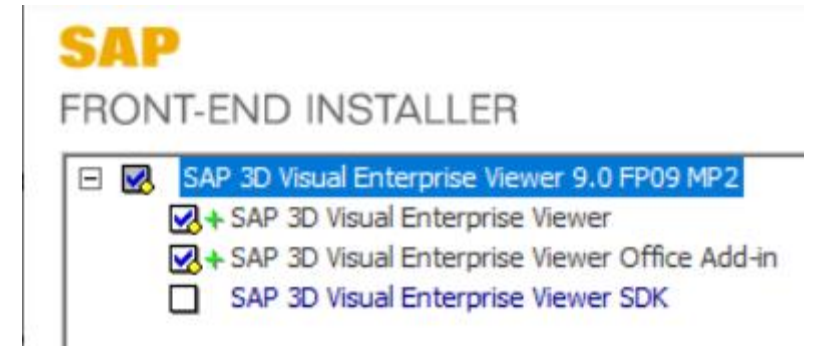 SAP
FRONT-END INSTALLER
SAP 3D Visual Enterprise Viewer 9.0 FP09 MP2
SAP 3D Visual Enterprise Viewer
SAP 3D Visual Enterprise Viewer Office Add-in
SAP 3D Visual Enterprise Viewer SDK